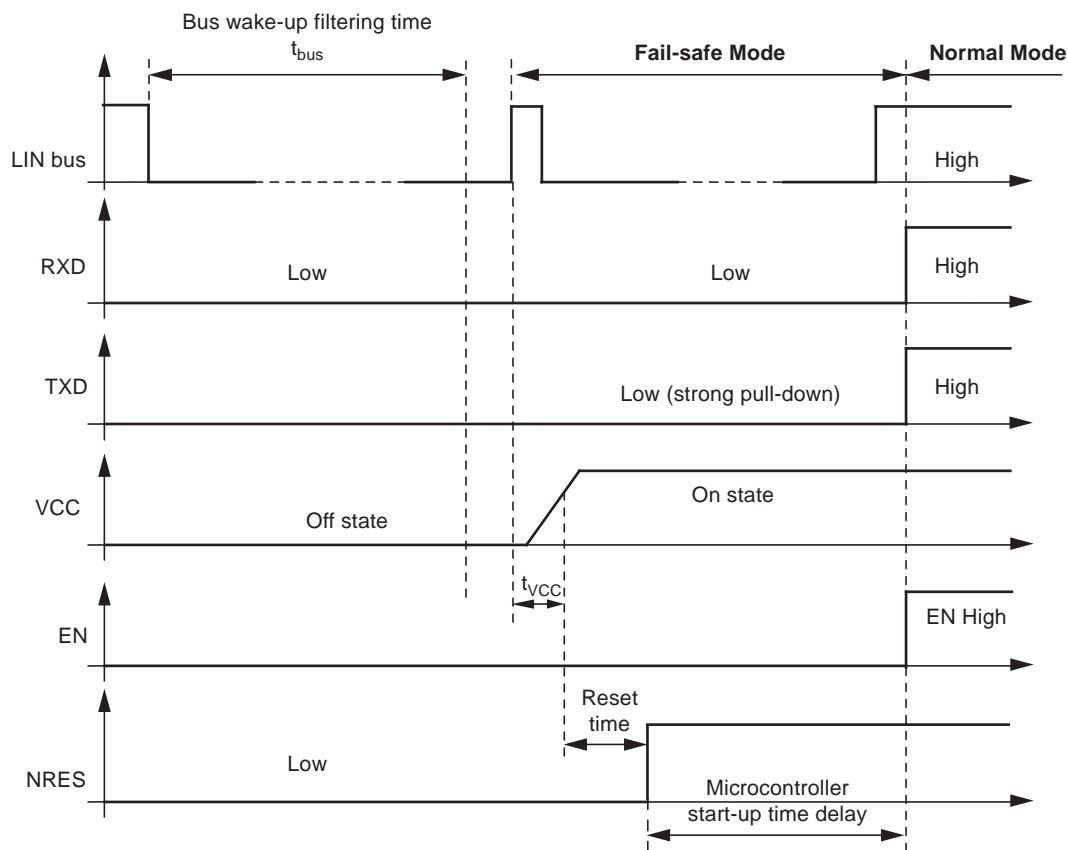 Bus wake-up filtering time
tbus
Fail-safe Mode
Normal Mode
LIN bus
High
RXD
Low
Low
High
TXD
Low (strong pull-down)
High
VCC
Off state
On state
tVCC
EN
EN High
Reset
time
NRES
Low
Microcontroller
start-up time delay